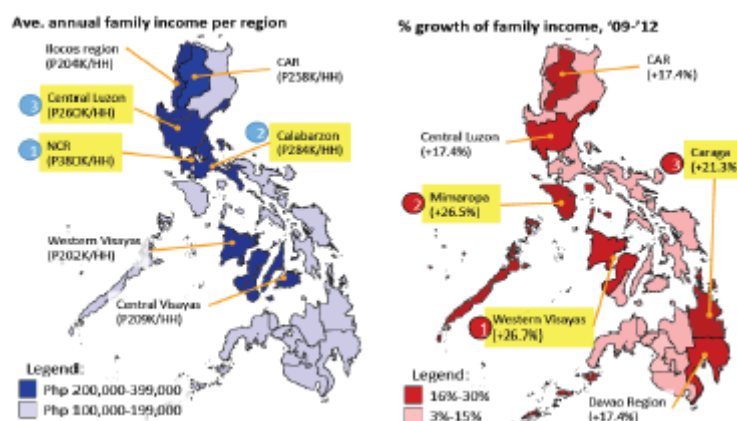 Ave. annual family income per region
Ilocos region
(P204K/HH)
CAR
(P258K/HH)
3
Central Luzon
(P260K/HH)
1
NCR
(P380K/HH)
2
Calabarzon
(P284K/HH)
Western Visayas
(P202K/HH)
Central Visayas
(P209K/HH)
Legend:
Php 200,000-399,000
Php 100,000-199,000
% growth of family income, ‘09-’12
CAR
(+17.4%)
Central Luzon
(+17.4%)
3
Caraga
(+21.3%
2
Mimaropa
(+26.5%)
1
Western Visayas
(+26.7%)
Legend :
16%-30%
3%-15%
Davao Region
(+17.4%)